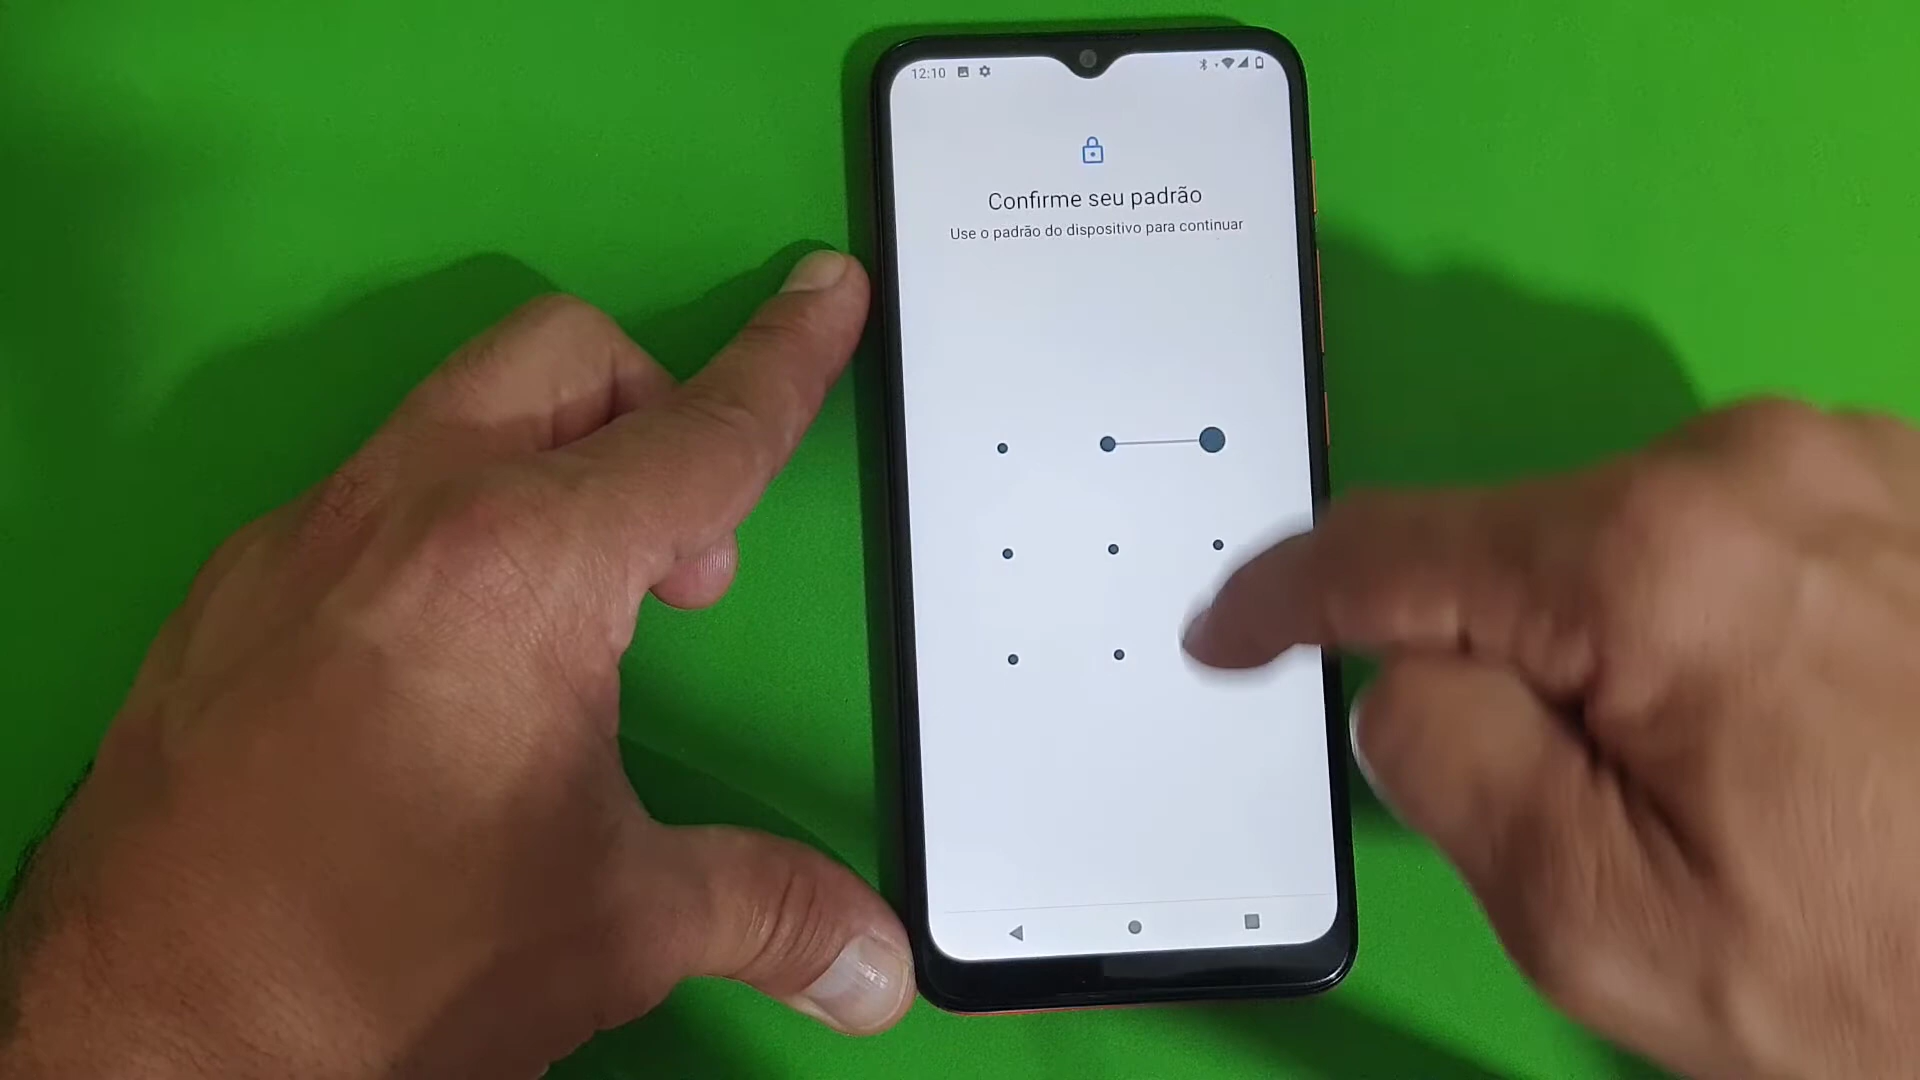 12:10
Confirme seu padrão
Use o padrão do dispositivo para continuar